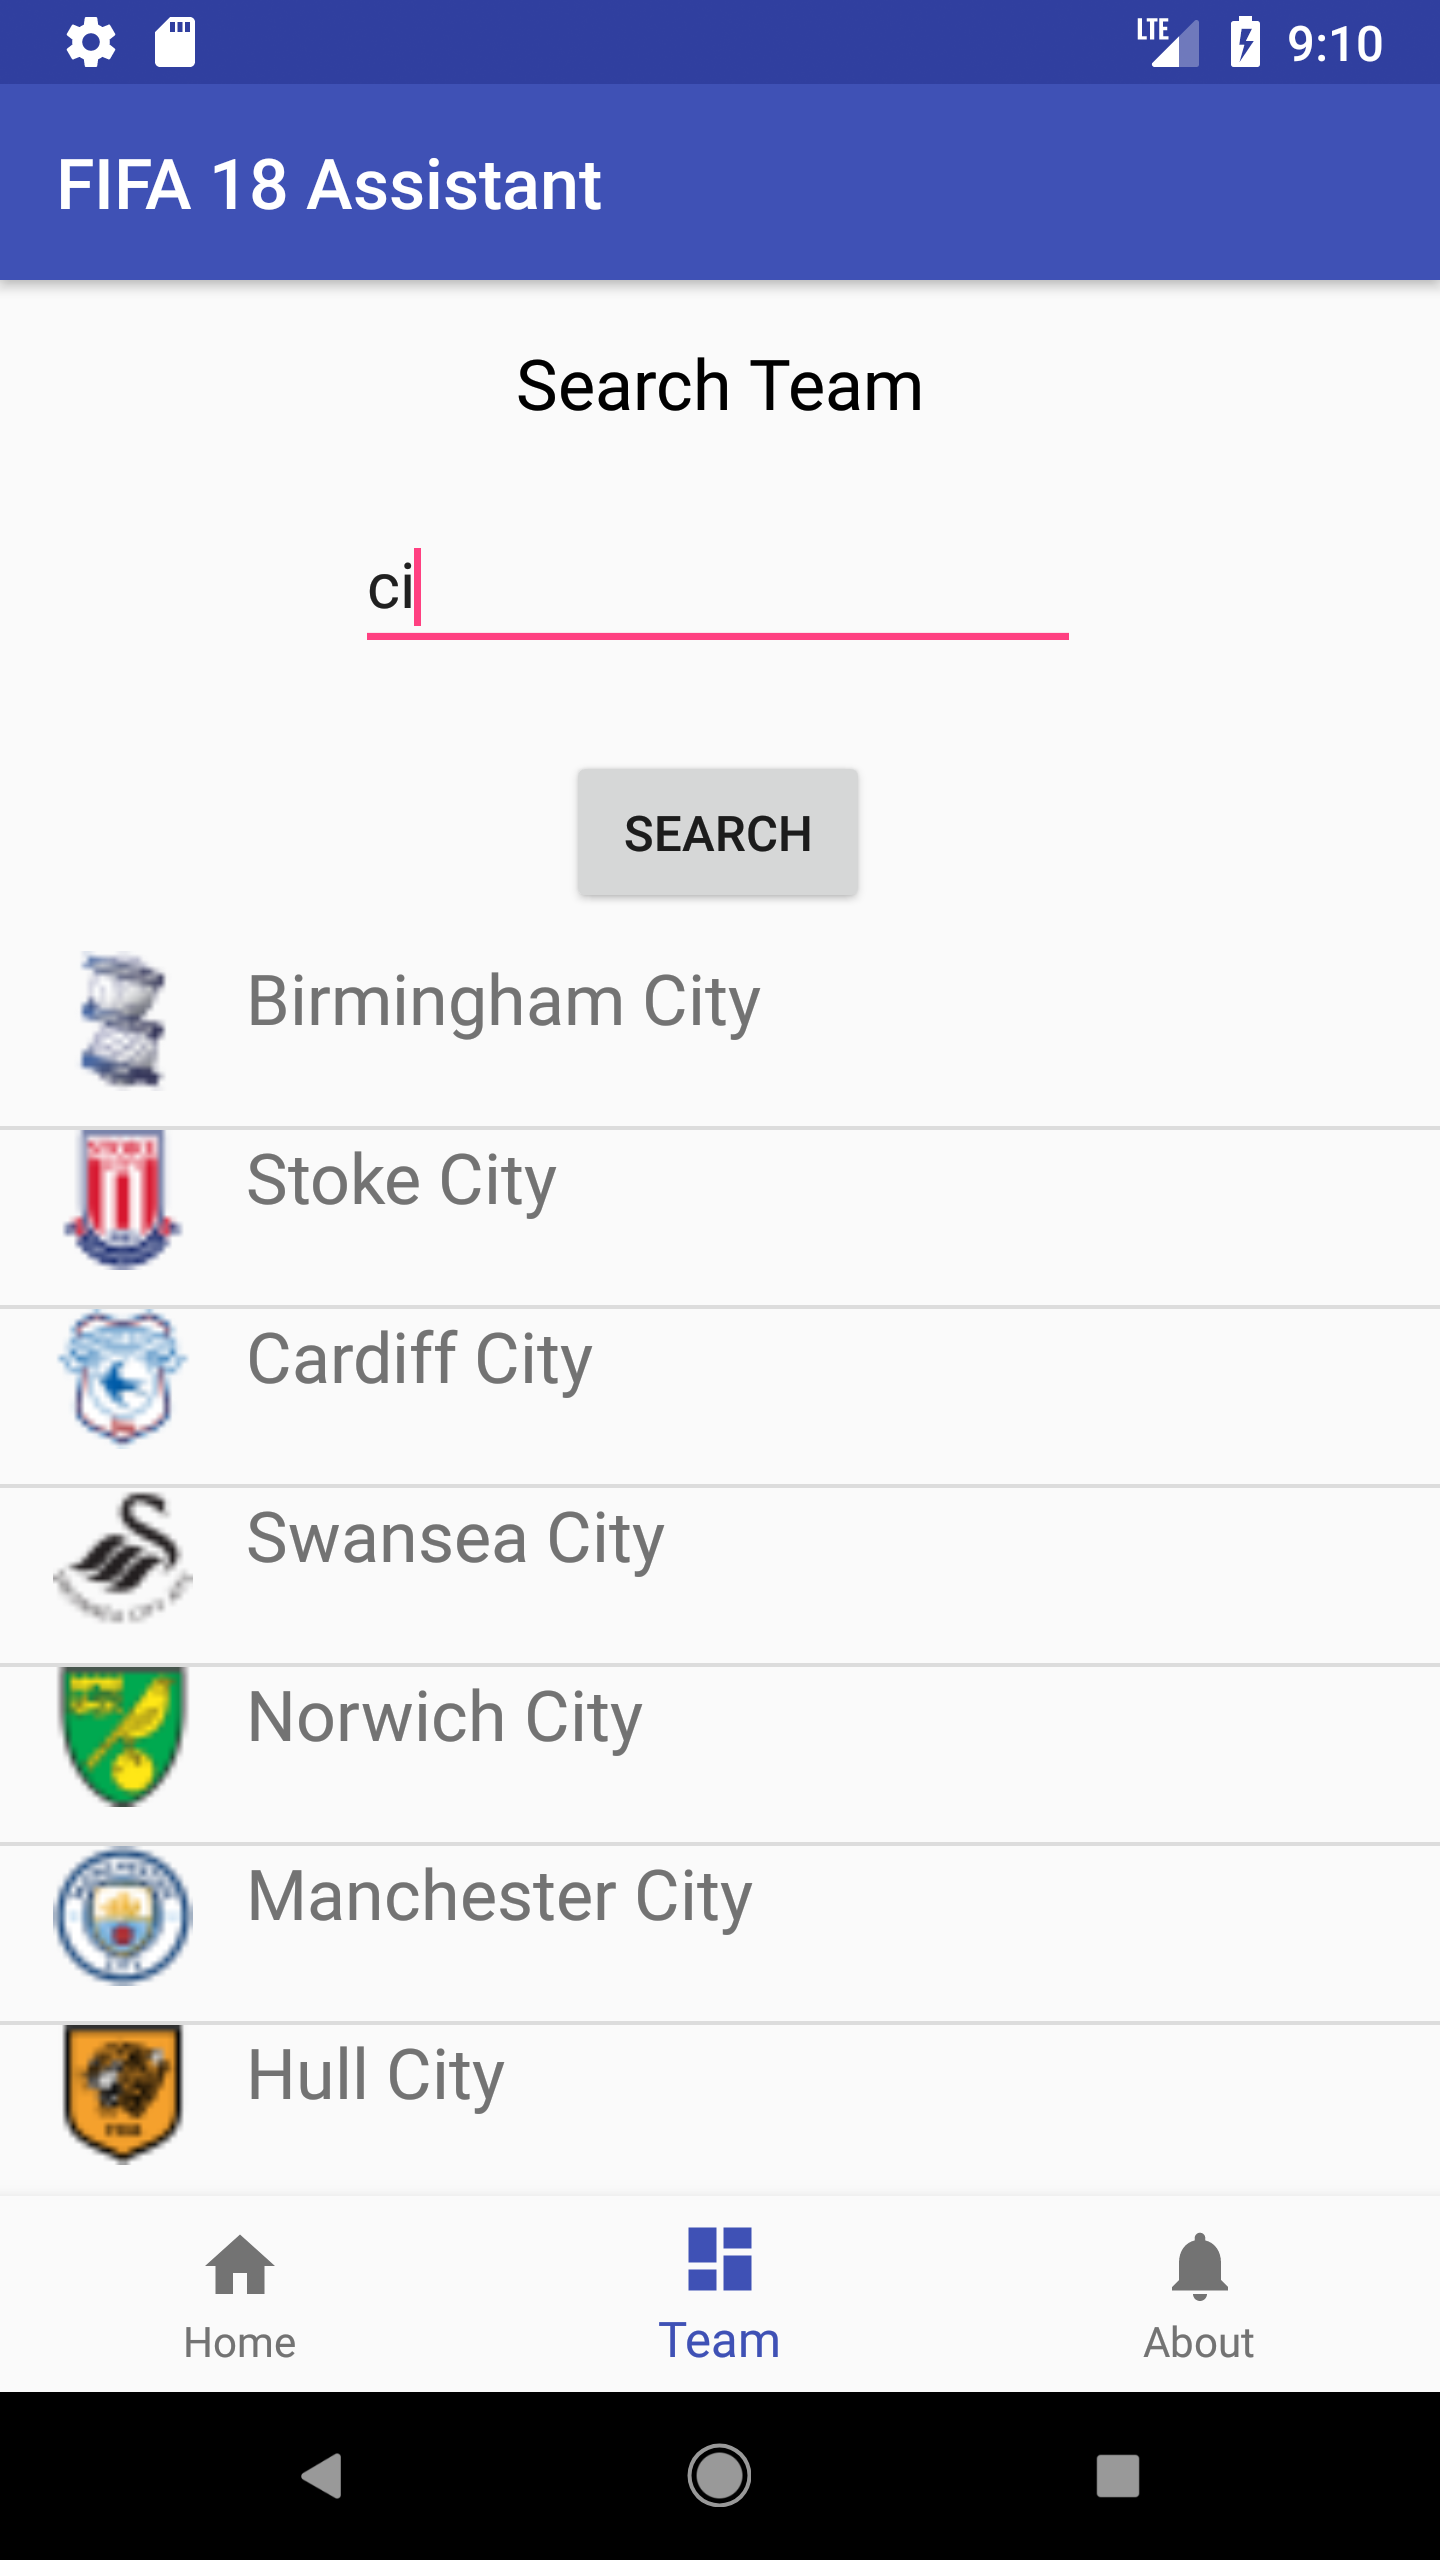 LTE 9:10
FIFA 18 Assistant
Search Team
ci
SEARCH
Birmingham City
Stoke City
Cardiff City
Swansea City
Norwich City
Manchester City
Hull City
Home
Team
About